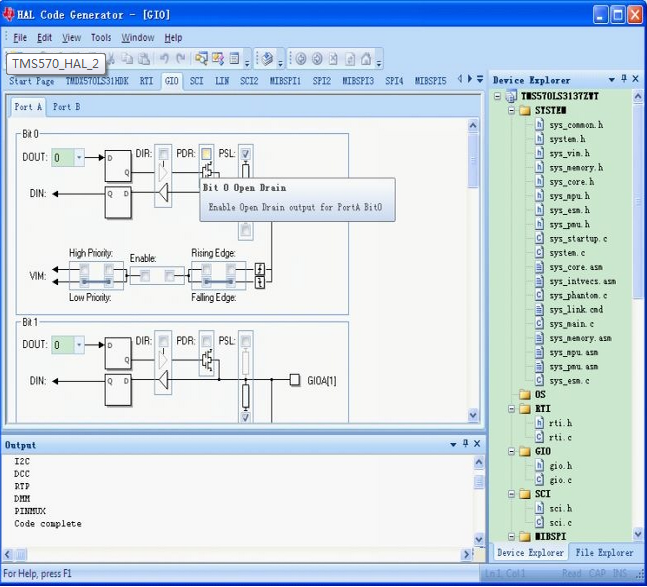 HAL Code Generator - [GIO]
File Edit View Tools Window Help
TMS570_HAL_2
Start Page TMDX570LS31HDK RTI GIO SCI LIN SCI2 MIBSPI1 SPI2 MIBSPI3 SPI4 MIBSPI5
Port A Port B
Bit 0
DOUT: 0 D Q DIR: PDR: PSL:
DIN: Q D
Bit 0 Open Drain
Enable Open Drain output for PortA Bit0
High Priority: Enable: Rising Edge:
VIM:
Low Priority: Falling Edge:
Bit 1
DOUT: 0 D Q DIR: PDR: PSL:
DIN: Q D GIOA[1]
Output
I2C
DCC
RTP
DMM
PINMUX
Code complete
Device Explorer
TMS570LS3137ZWT
SYSTEM
sys_common.h
system.h
sys_vim.h
sys_memory.h
sys_core.h
sys_mpu.h
sys_esm.h
sys_pmu.h
sys_startup.c
system.c
sys_core.asm
sys_intvecs.asm
sys_phantom.c
sys_link.cmd
sys_main.c
sys_memory.asm
sys_mpu.asm
sys_pmu.asm
sys_esm.c
OS
RTI
rti.h
rti.c
GIO
gio.h
gio.c
SCI
sci.h
sci.c
MIBSPI
Device Explorer File Explorer
For Help, press F1
Ln 1, Col 1 Read CAP INS